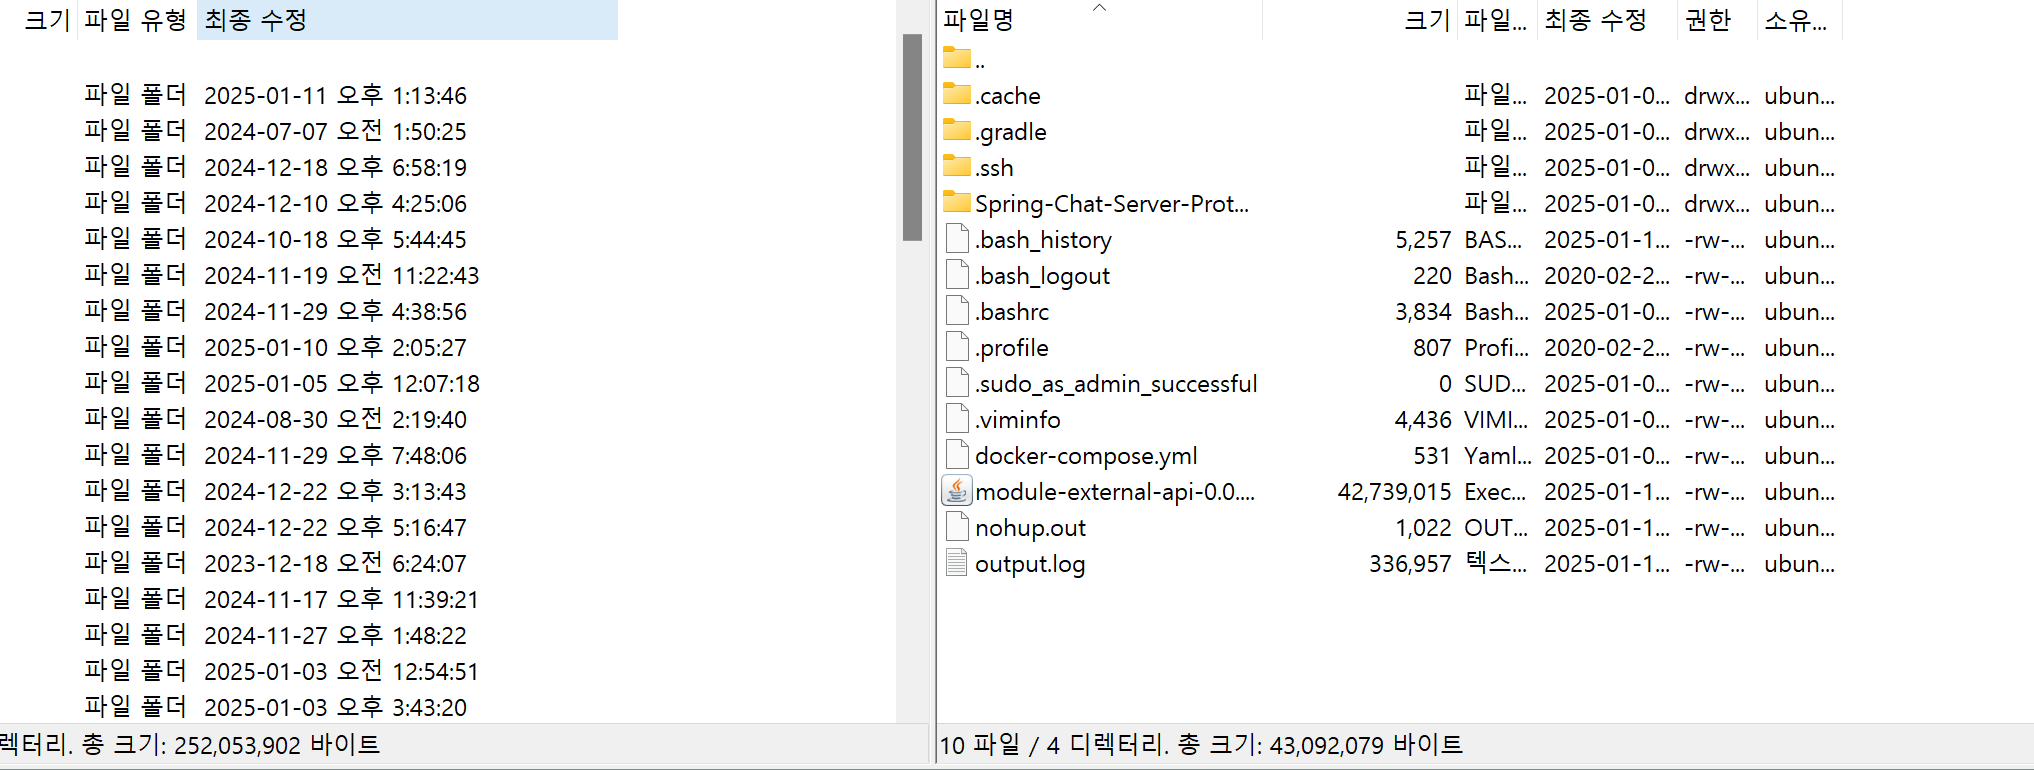 크기 파일 유형 최종 수정
파일 폴더 2025-01-11 오후 1:13:46
파일 폴더 2024-07-07 오전 1:50:25
파일 폴더 2024-12-18 오후 6:58:19
파일 폴더 2024-12-10 오후 4:25:06
파일 폴더 2024-10-18 오후 5:44:45
파일 폴더 2024-11-19 오전 11:22:43
파일 폴더 2024-11-29 오후 4:38:56
파일 폴더 2025-01-10 오후 2:05:27
파일 폴더 2025-01-05 오후 12:07:18
파일 폴더 2024-08-30 오전 2:19:40
파일 폴더 2024-11-29 오후 7:48:06
파일 폴더 2024-12-22 오후 3:13:43
파일 폴더 2024-12-22 오후 5:16:47
파일 폴더 2023-12-18 오전 6:24:07
파일 폴더 2024-11-17 오후 11:39:21
파일 폴더 2024-11-27 오후 1:48:22
파일 폴더 2025-01-03 오전 12:54:51
파일 폴더 2025-01-03 오후 3:43:20
렉터리. 총 크기: 252,053,902 바이트
파일명 크기 파일... 최종 수정 권한 소유...
..
.cache 파일... 2025-01-0... drwx... ubun...
.gradle 파일... 2025-01-0... drwx... ubun...
.ssh 파일... 2025-01-0... drwx... ubun...
Spring-Chat-Server-Prot... 파일... 2025-01-0... drwx... ubun...
.bash_history 5,257 BAS... 2025-01-1... -rw-... ubun...
.bash_logout 220 Bash... 2020-02-2... -rw-... ubun...
.bashrc 3,834 Bash... 2025-01-0... -rw-... ubun...
.profile 807 Profi... 2020-02-2... -rw-... ubun...
.sudo_as_admin_successful 0 SUD... 2025-01-0... -rw-... ubun...
.viminfo 4,436 VIMI... 2025-01-0... -rw-... ubun...
docker-compose.yml 531 Yaml... 2025-01-0... -rw-... ubun...
module-external-api-0.0.... 42,739,015 Exec... 2025-01-1... -rw-... ubun...
nohup.out 1,022 OUT... 2025-01-1... -rw-... ubun...
output.log 336,957 텍스... 2025-01-1... -rw-... ubun...
10 파일 / 4 디렉터리. 총 크기: 43,092,079 바이트